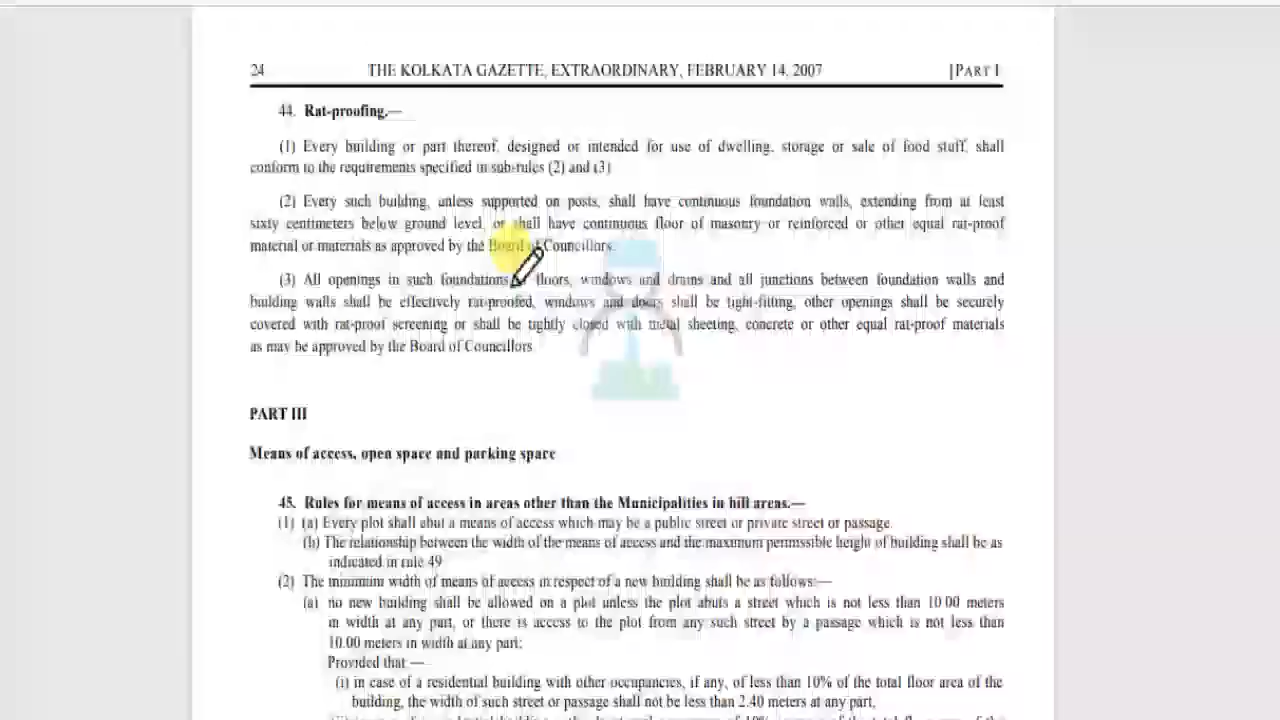 24 THE KOLKATA GAZETTE, EXTRAORDINARY, FEBRUARY 14, 2007 [PART I
44. Rat-proofing.—
(1) Every building or part thereof, designed or intended for use of dwelling, storage or sale of food stuff, shall
conform to the requirements specified in sub-rules (2) and (3)
(2) Every such building, unless supported on posts, shall have continuous foundation walls, extending from at least
sixty centimeters below ground level, or shall have continuous floor of masonry or reinforced or other equal rat-proof
material or materials as approved by the Board of Councillors.
(3) All openings in such foundations, floors, windows and drains and all junctions between foundation walls and
building walls shall be effectively rat-proofed, windows and doors shall be tight-fitting, other openings shall be securely
covered with rat-proof screening or shall be tightly closed with metal sheeting, concrete or other equal rat-proof materials
as may be approved by the Board of Councillors
PART III
Means of access, open space and parking space
45. Rules for means of access in areas other than the Municipalities in hill areas.—
(1) (a) Every plot shall abut a means of access which may be a public street or private street or passage.
(b) The relationship between the width of the means of access and the maximum permissible height of building shall be as
indicated in rule 49
(2) The minimum width of means of access in respect of a new building shall be as follows:—
(a) no new building shall be allowed on a plot unless the plot abuts a street which is not less than 10.00 meters
in width at any part, or there is access to the plot from any such street by a passage which is not less than
10.00 meters in width at any part;
Provided that —
(i) in case of a residential building with other occupancies, if any, of less than 10% of the total floor area of the
building, the width of such street or passage shall not be less than 2.40 meters at any part,